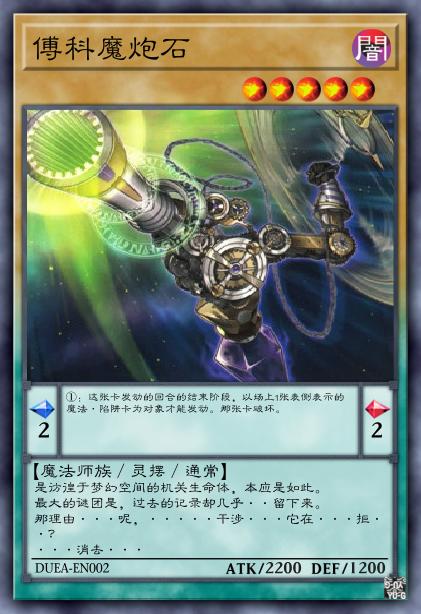 傅科魔炮石
闇
①：这张卡发动的回合的结束阶段，以场上1张表侧表示的
魔法·陷阱卡为对象才能发动。那张卡破坏。
2
2
【魔法师族／灵摆／通常】
是彷徨于梦幻空间的机关生命体，本应是如此。
最大的谜团是，过去的记录却几乎··留下来。
那理由···呢，·····干涉···它在···拒·
·？
···消去···
DUEA-EN002
ATK/2200 DEF/1200